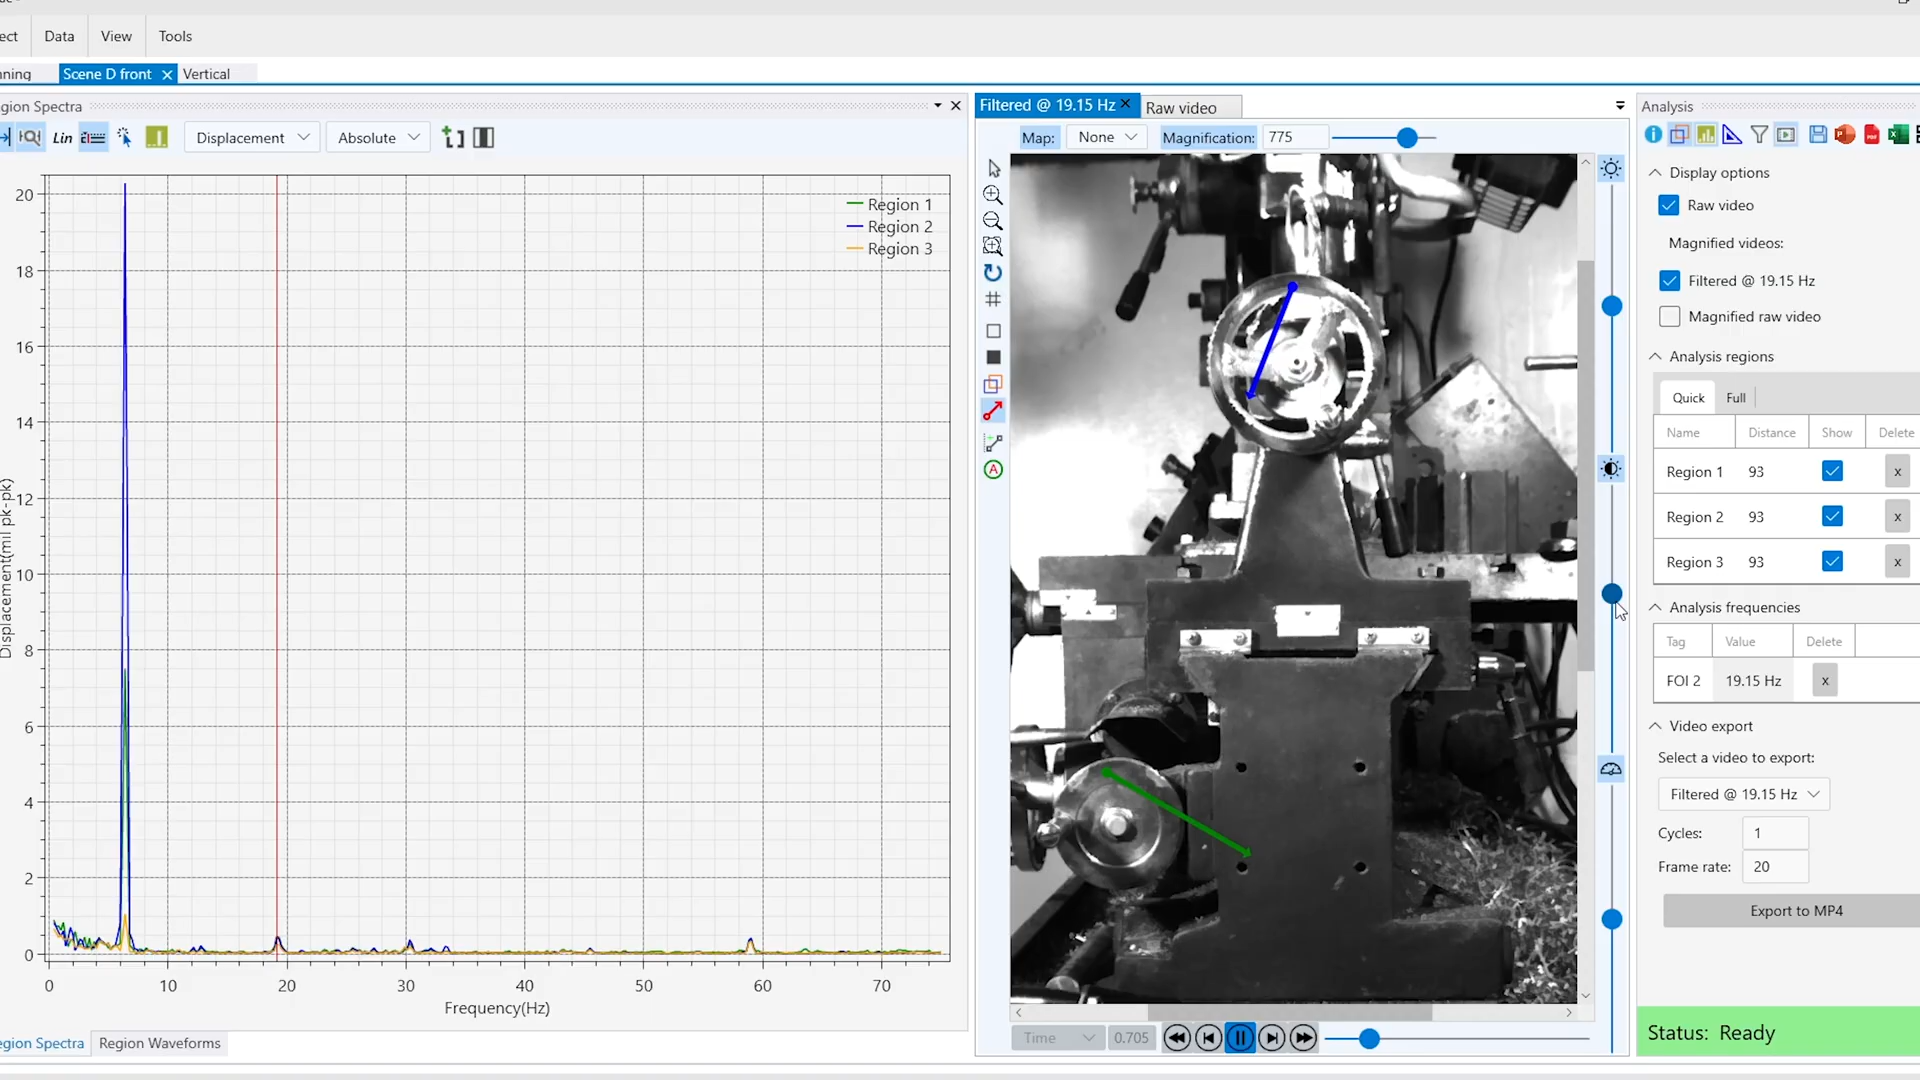 ect Data View Tools
nning Scene D front × Vertical
gion Spectra
Lin Displacement Absolute
20
18
16
14
12
10
8
6
4
2
0
Displacement(mil pk-pk)
Region 1
Region 2
Region 3
0 10 20 30 40 50 60 70
Frequency(Hz)
egion Spectra Region Waveforms
Filtered @ 19.15 Hz × Raw video
Map: None Magnification: 775
A
Time 0.705
Analysis
Display options
Raw video
Magnified videos:
Filtered @ 19.15 Hz
Magnified raw video
Analysis regions
Quick Full
Name Distance Show Delete
Region 1 93 x
Region 2 93 x
Region 3 93 x
Analysis frequencies
Tag Value Delete
FOI 2 19.15 Hz x
Video export
Select a video to export:
Filtered @ 19.15 Hz
Cycles: 1
Frame rate: 20
Export to MP4
Status: Ready